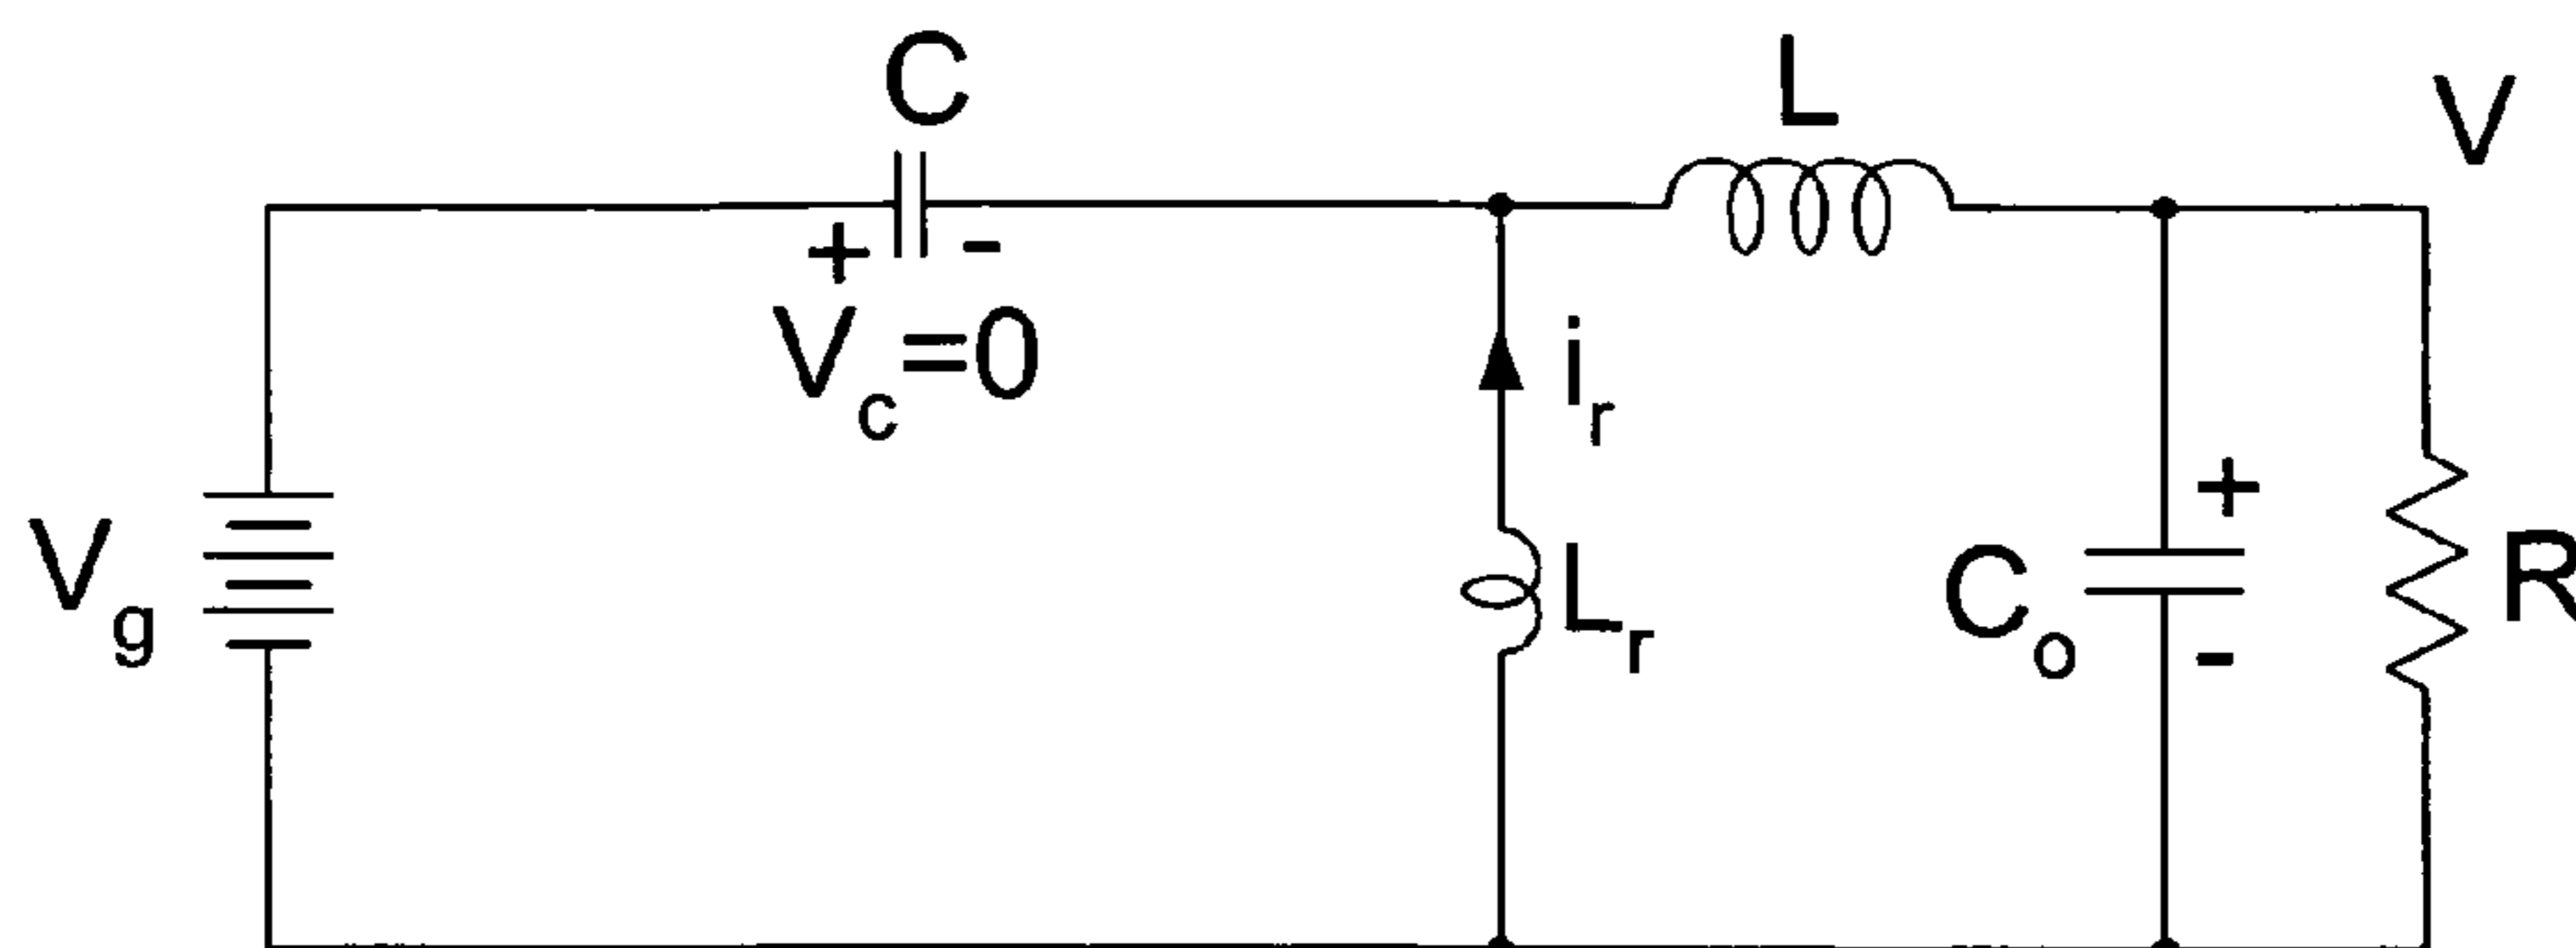 C
L
V
+ -
V_c=0
i_r
+
V_g
L_r
C_o
R
-